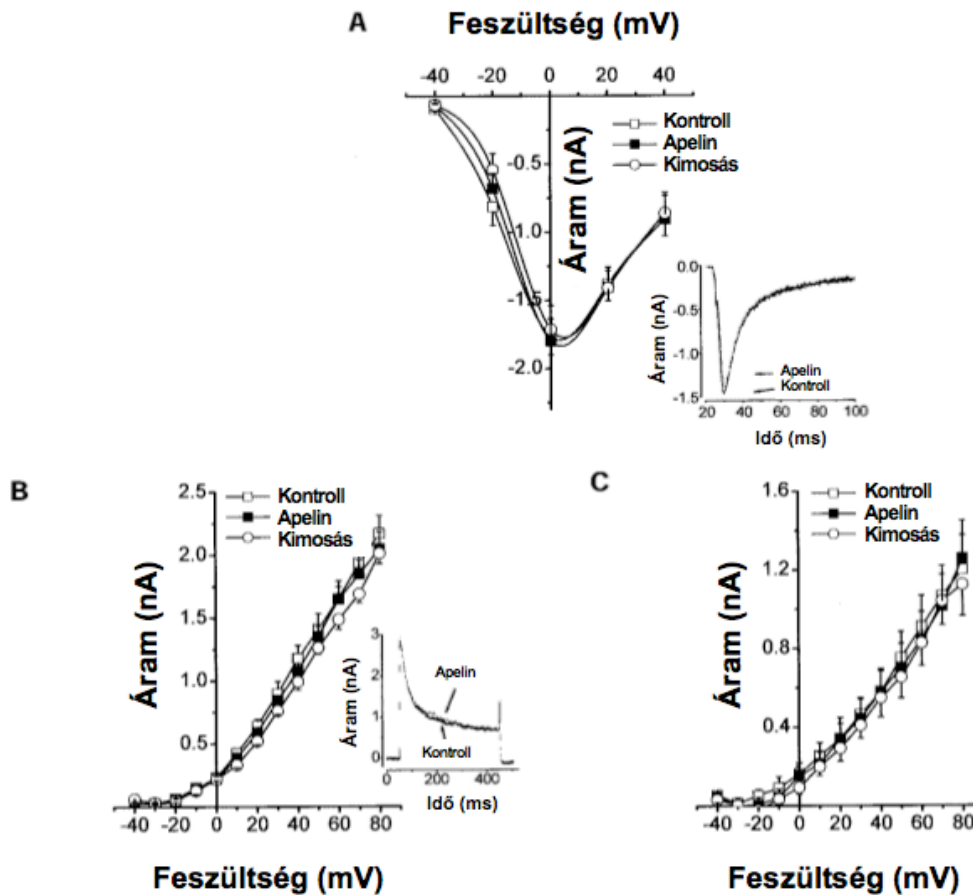 A
Feszültség (mV)
-40 -20 0 20 40
Kontroll
Apelin
Kimosás
-0.5
-1.0
-1.5
-2.0
Áram (nA)
0.0
-0.5
-1.0
-1.5
Áram (nA)
Apelin
Kontroll
20 40 60 80 100
Idő (ms)
B
2.5
2.0
1.5
1.0
0.5
Áram (nA)
Kontroll
Apelin
Kimosás
3
2
1
0
Áram (nA)
Apelin
Kontroll
0 200 400
Idő (ms)
-40 -20 0 20 40 60 80
Feszültség (mV)
C
1.6
1.2
0.8
0.4
Áram (nA)
Kontroll
Apelin
Kimosás
-40 -20 0 20 40 60 80
Feszültség (mV)